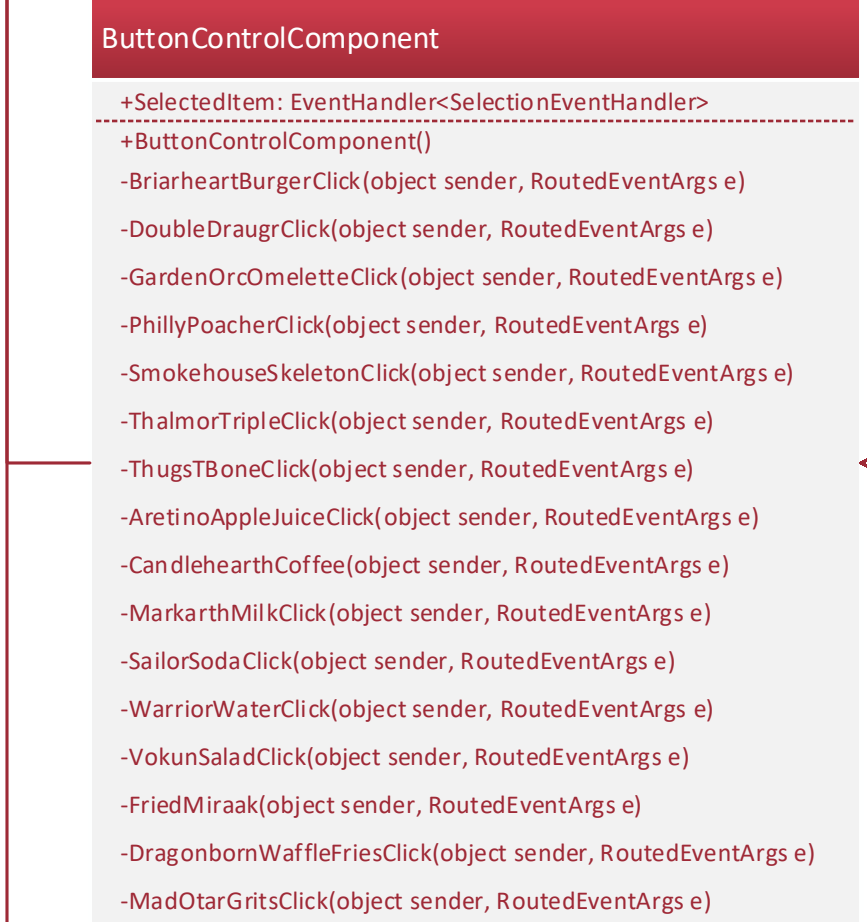 ButtonControlComponent
+SelectedItem: EventHandler<SelectionEventHandler>
+ButtonControlComponent()
-BriarheartBurgerClick(object sender, RoutedEventArgs e)
-DoubleDraugrClick(object sender, RoutedEventArgs e)
-GardenOrcOmeletteClick(object sender, RoutedEventArgs e)
-PhillyPoacherClick(object sender, RoutedEventArgs e)
-SmokehouseSkeletonClick(object sender, RoutedEventArgs e)
-ThalmorTripleClick(object sender, RoutedEventArgs e)
-ThugsTBoneClick(object sender, RoutedEventArgs e)
-AretinoAppleJuiceClick(object sender, RoutedEventArgs e)
-CandlehearthCoffee(object sender, RoutedEventArgs e)
-MarkarthMilkClick(object sender, RoutedEventArgs e)
-SailorSodaClick(object sender, RoutedEventArgs e)
-WarriorWaterClick(object sender, RoutedEventArgs e)
-VokunSaladClick(object sender, RoutedEventArgs e)
-FriedMiraak(object sender, RoutedEventArgs e)
-DragonbornWaffleFriesClick(object sender, RoutedEventArgs e)
-MadOtarGritsClick(object sender, RoutedEventArgs e)